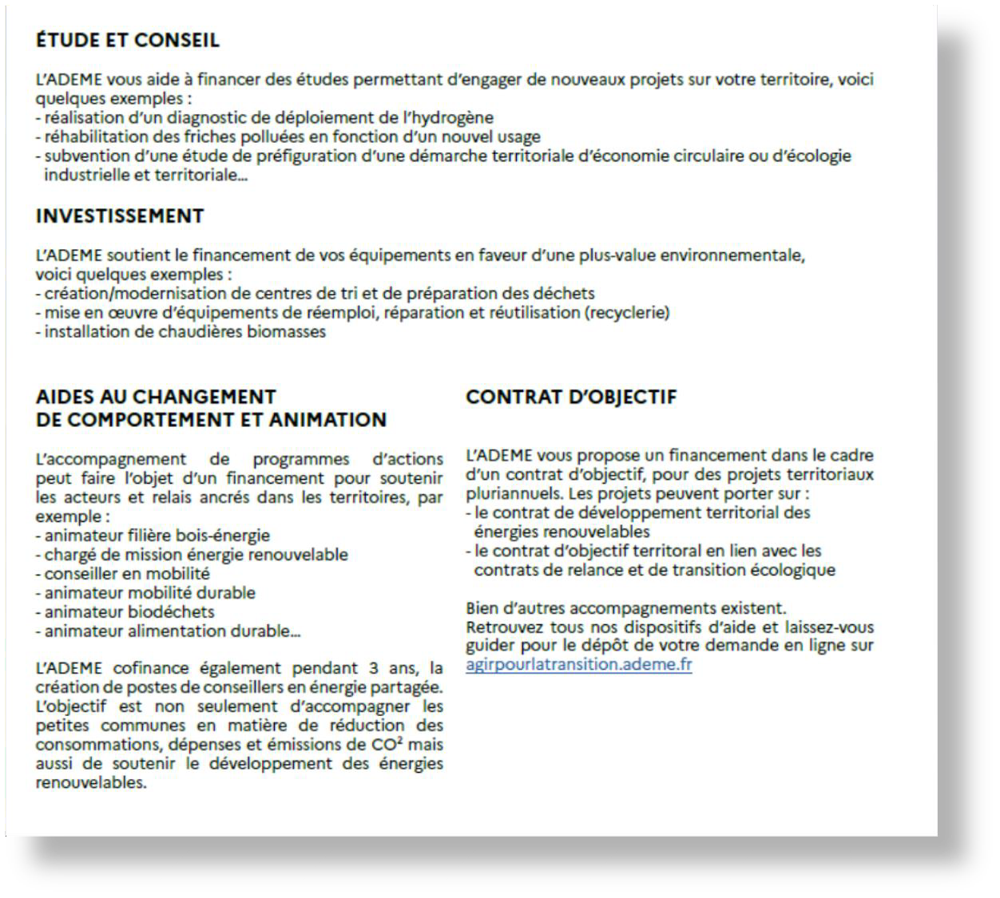 ÉTUDE ET CONSEIL
L'ADEME vous aide à financer des études permettant d'engager de nouveaux projets sur votre territoire, voici
quelques exemples :
- réalisation d'un diagnostic de déploiement de l'hydrogène
- réhabilitation des friches polluées en fonction d'un nouvel usage
- subvention d'une étude de préfiguration d'une démarche territoriale d'économie circulaire ou d'écologie
industrielle et territoriale...
INVESTISSEMENT
L'ADEME soutient le financement de vos équipements en faveur d'une plus-value environnementale,
voici quelques exemples :
- création/modernisation de centres de tri et de préparation des déchets
- mise en œuvre d'équipements de réemploi, réparation et réutilisation (recyclerie)
- installation de chaudières biomasses
AIDES AU CHANGEMENT
DE COMPORTEMENT ET ANIMATION
L'accompagnement de programmes d'actions
peut faire l'objet d'un financement pour soutenir
les acteurs et relais ancrés dans les territoires, par
exemple :
- animateur filière bois-énergie
- chargé de mission énergie renouvelable
- conseiller en mobilité
- animateur mobilité durable
- animateur biodéchets
- animateur alimentation durable...
L'ADEME cofinance également pendant 3 ans, la
création de postes de conseillers en énergie partagée.
L'objectif est non seulement d'accompagner les
petites communes en matière de réduction des
consommations, dépenses et émissions de CO² mais
aussi de soutenir le développement des énergies
renouvelables.
CONTRAT D'OBJECTIF
L'ADEME vous propose un financement dans le cadre
d'un contrat d'objectif, pour des projets territoriaux
pluriannuels. Les projets peuvent porter sur :
- le contrat de développement territorial des
énergies renouvelables
- le contrat d'objectif territoral en lien avec les
contrats de relance et de transition écologique
Bien d'autres accompagnements existent.
Retrouvez tous nos dispositifs d'aide et laissez-vous
guider pour le dépôt de votre demande en ligne sur
agirpourlatransition.ademe.fr